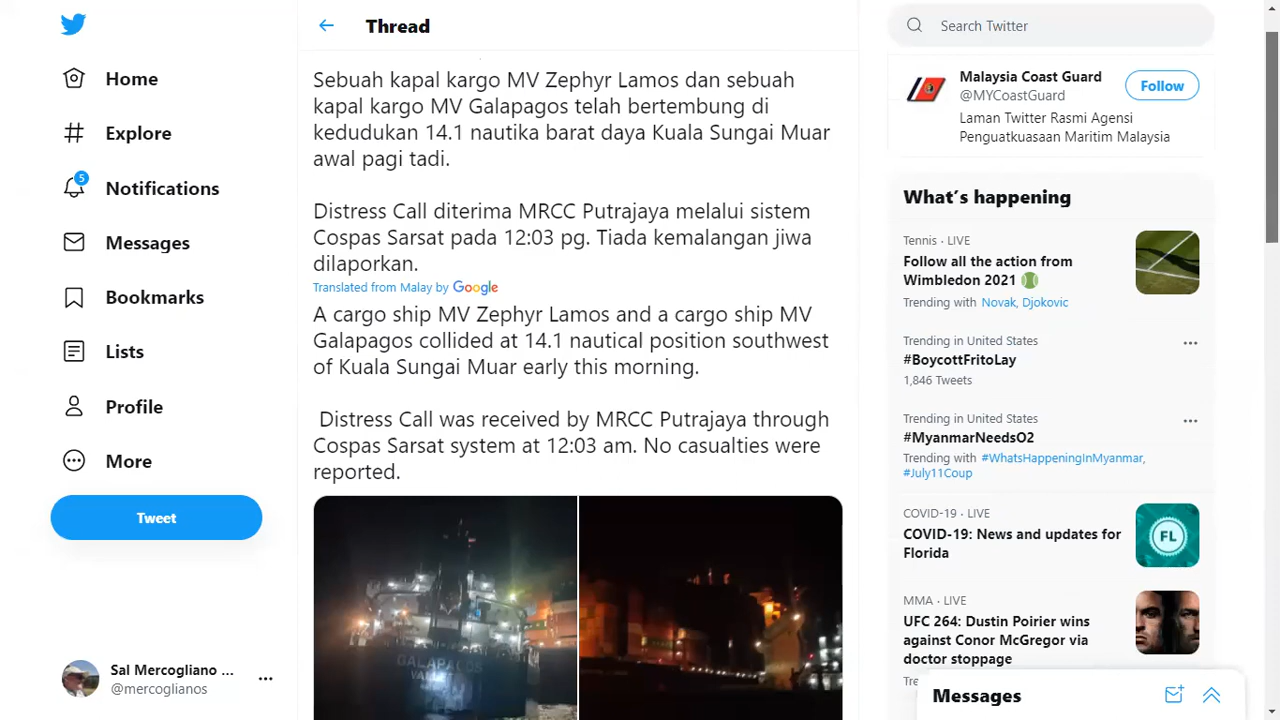 Home
Explore
5
Notifications
Messages
Bookmarks
Lists
Profile
More
Tweet
Sal Mercogliano ...
@mercoglianos
Thread
Sebuah kapal kargo MV Zephyr Lamos dan sebuah
kapal kargo MV Galapagos telah bertembung di
kedudukan 14.1 nautika barat daya Kuala Sungai Muar
awal pagi tadi.
Distress Call diterima MRCC Putrajaya melalui sistem
Cospas Sarsat pada 12:03 pg. Tiada kemalangan jiwa
dilaporkan.
Translated from Malay by Google
A cargo ship MV Zephyr Lamos and a cargo ship MV
Galapagos collided at 14.1 nautical position southwest
of Kuala Sungai Muar early this morning.
Distress Call was received by MRCC Putrajaya through
Cospas Sarsat system at 12:03 am. No casualties were
reported.
GALAPAGOS
Search Twitter
Malaysia Coast Guard
@MYCoastGuard
Follow
Laman Twitter Rasmi Agensi
Penguatkuasaan Maritim Malaysia
What's happening
Tennis · LIVE
Follow all the action from
Wimbledon 2021
Trending with Novak, Djokovic
Trending in United States
#BoycottFritoLay
1,846 Tweets
Trending in United States
#MyanmarNeedsO2
Trending with #WhatsHappeningInMyanmar,
#July11Coup
COVID-19 · LIVE
COVID-19: News and updates for
Florida
FL
MMA · LIVE
UFC 264: Dustin Poirier wins
against Conor McGregor via
doctor stoppage
Messages